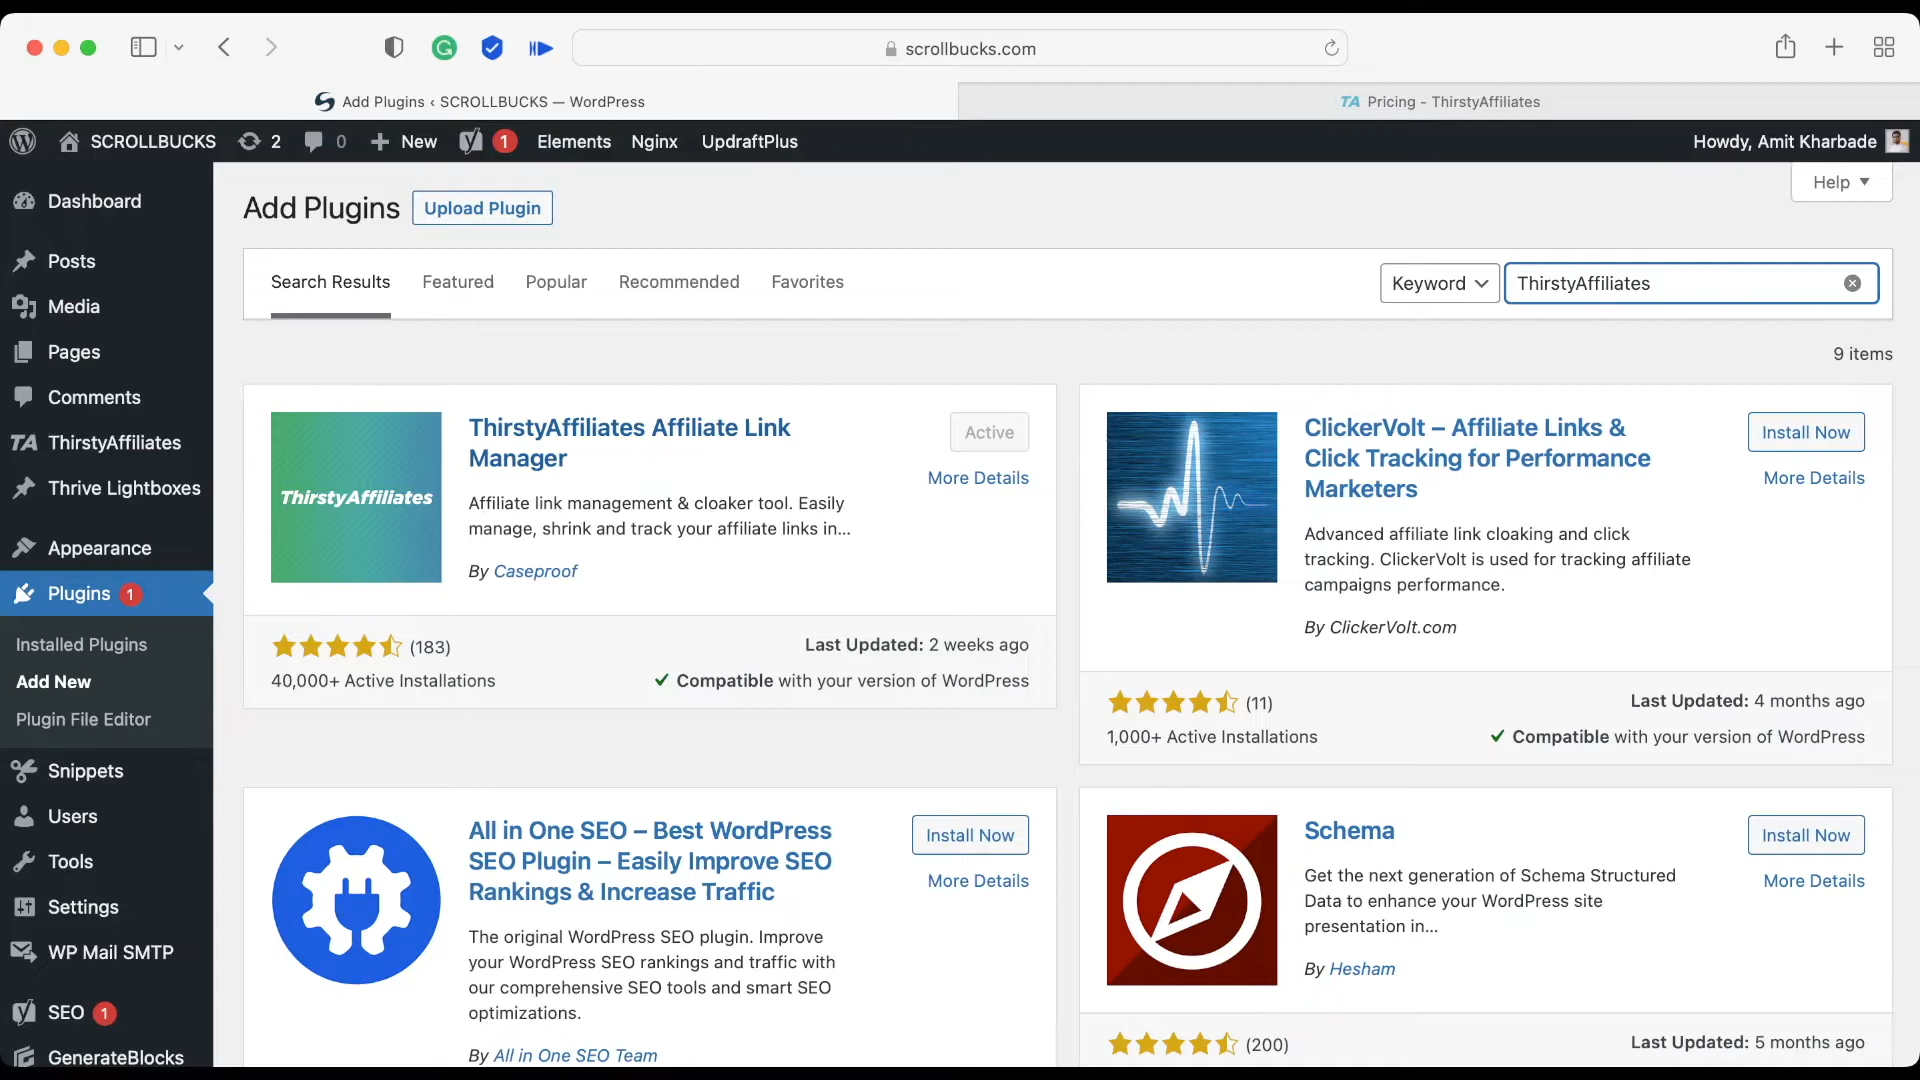 scrollbucks.com
Add Plugins ‹ SCROLLBUCKS — WordPress
TA Pricing - ThirstyAffiliates
SCROLLBUCKS 2 0 New 1 Elements Nginx UpdraftPlus Howdy, Amit Kharbade
Help
Dashboard
Posts
Media
Pages
Comments
TA ThirstyAffiliates
Thrive Lightboxes
Appearance
Plugins 1
Installed Plugins
Add New
Plugin File Editor
Snippets
Users
Tools
Settings
WP Mail SMTP
SEO 1
GenerateBlocks
Add Plugins
Upload Plugin
Search Results Featured Popular Recommended Favorites
Keyword
ThirstyAffiliates
9 items
ThirstyAffiliates
ThirstyAffiliates Affiliate Link
Manager
Active
More Details
Affiliate link management & cloaker tool. Easily
manage, shrink and track your affiliate links in...
By Caseproof
(183)
Last Updated: 2 weeks ago
40,000+ Active Installations
Compatible with your version of WordPress
ClickerVolt – Affiliate Links &
Click Tracking for Performance
Marketers
Install Now
More Details
Advanced affiliate link cloaking and click
tracking. ClickerVolt is used for tracking affiliate
campaigns performance.
By ClickerVolt.com
(11)
Last Updated: 4 months ago
1,000+ Active Installations
Compatible with your version of WordPress
All in One SEO – Best WordPress
SEO Plugin – Easily Improve SEO
Rankings & Increase Traffic
Install Now
More Details
The original WordPress SEO plugin. Improve
your WordPress SEO rankings and traffic with
our comprehensive SEO tools and smart SEO
optimizations.
By All in One SEO Team
Schema
Install Now
More Details
Get the next generation of Schema Structured
Data to enhance your WordPress site
presentation in...
By Hesham
(200)
Last Updated: 5 months ago